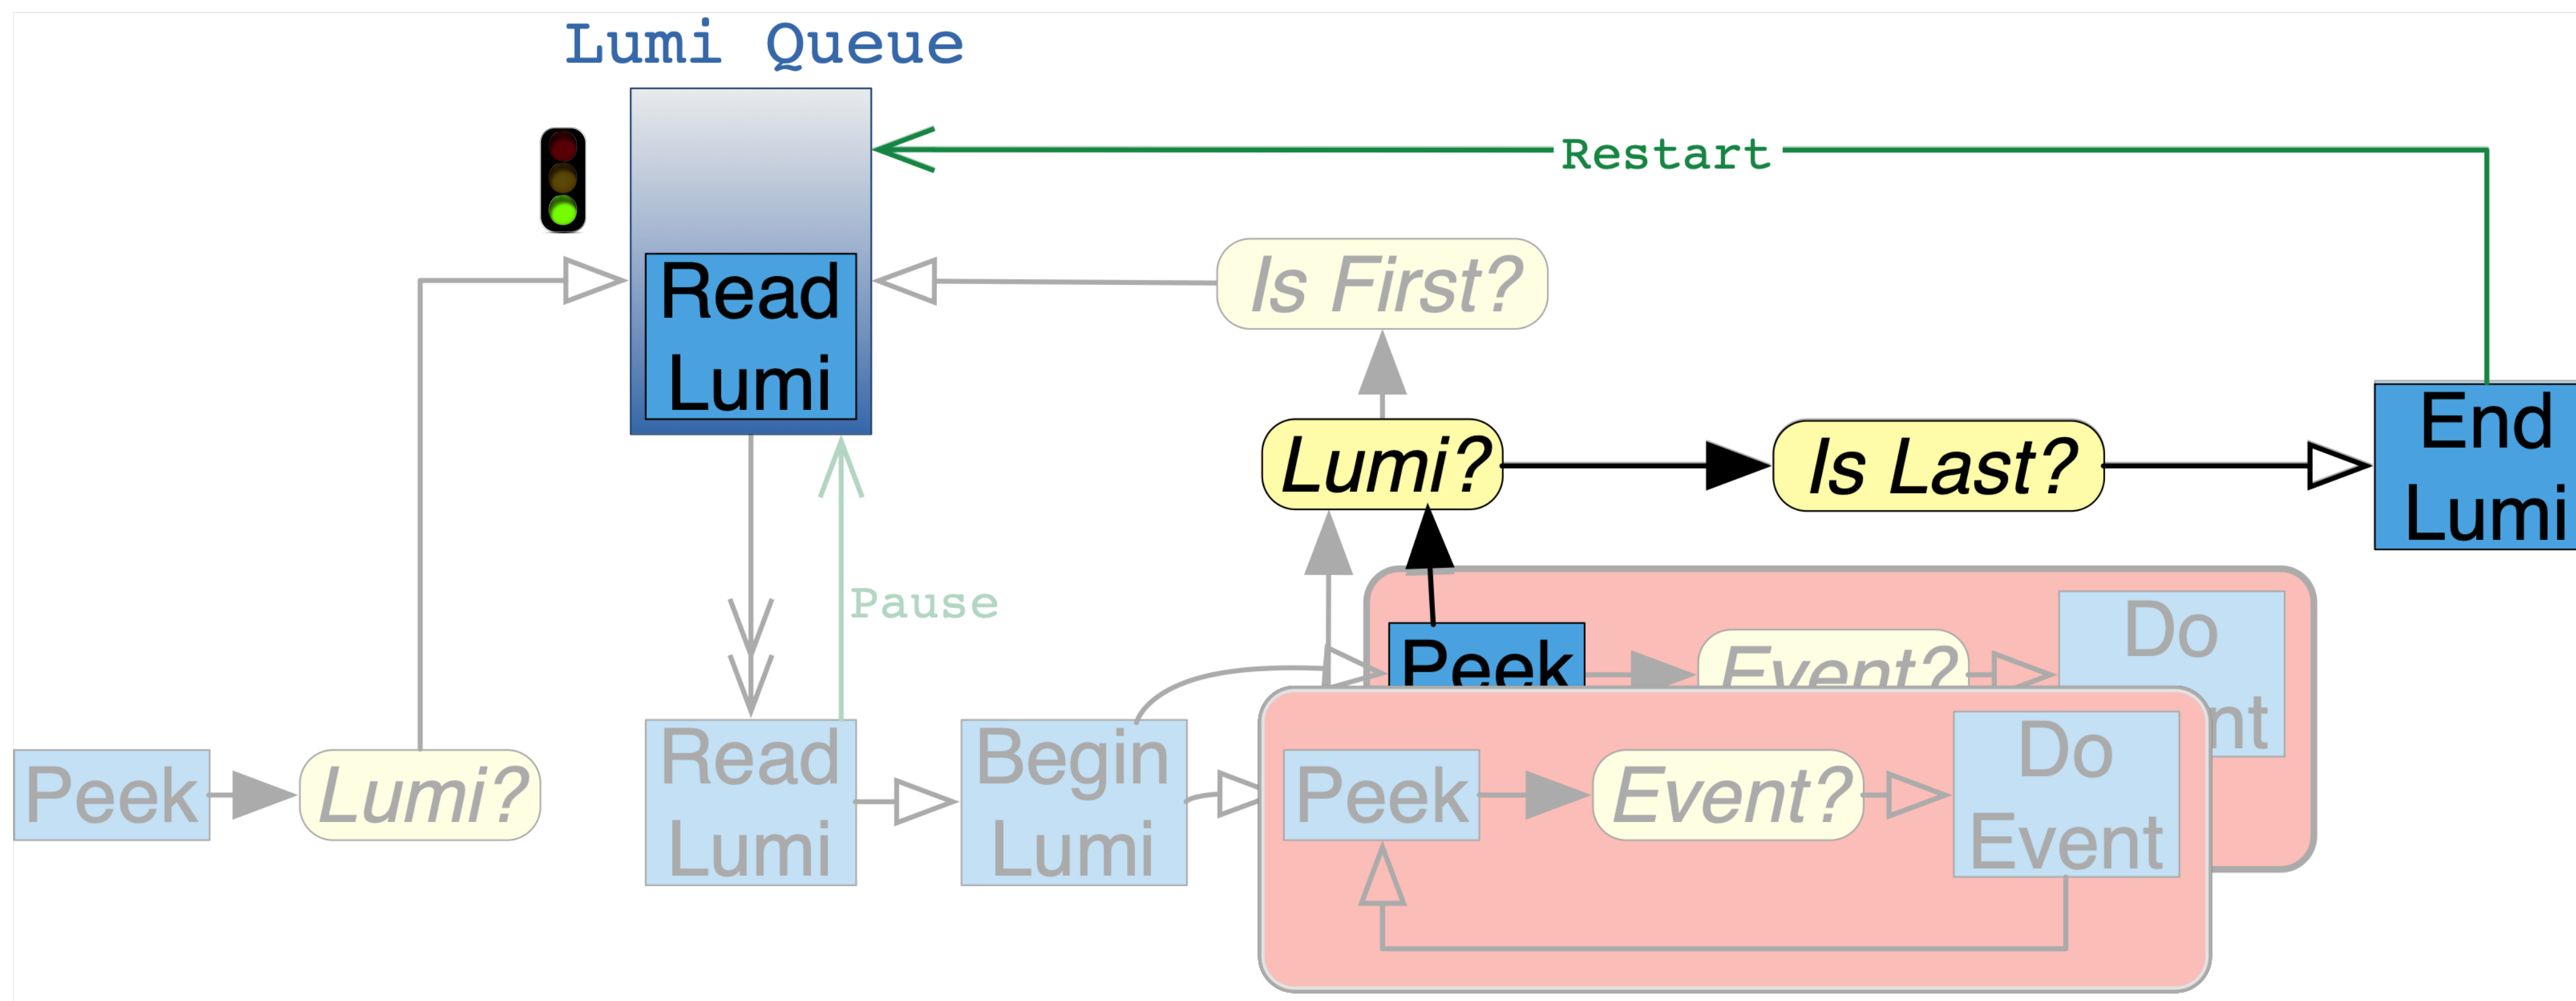 Lumi Queue
Restart
Read
Lumi
Is First?
Lumi?
Is Last?
End
Lumi
Pause
Peek
Event?
Do
nt
Peek
Lumi?
Read
Lumi
Begin
Lumi
Peek
Event?
Do
Event